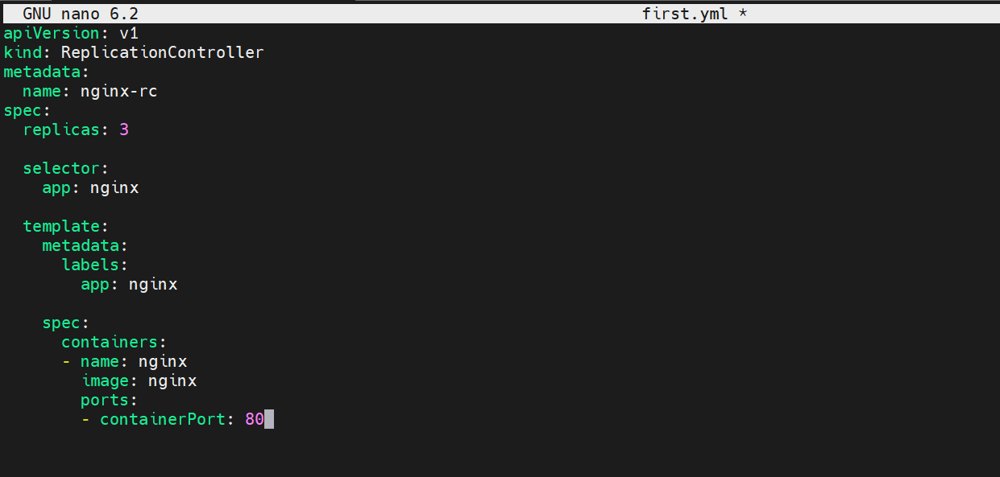 GNU nano 6.2 first.yml *
apiVersion: v1
kind: ReplicationController
metadata:
  name: nginx-rc
spec:
  replicas: 3

  selector:
    app: nginx

  template:
    metadata:
      labels:
        app: nginx

    spec:
      containers:
      - name: nginx
        image: nginx
        ports:
        - containerPort: 80